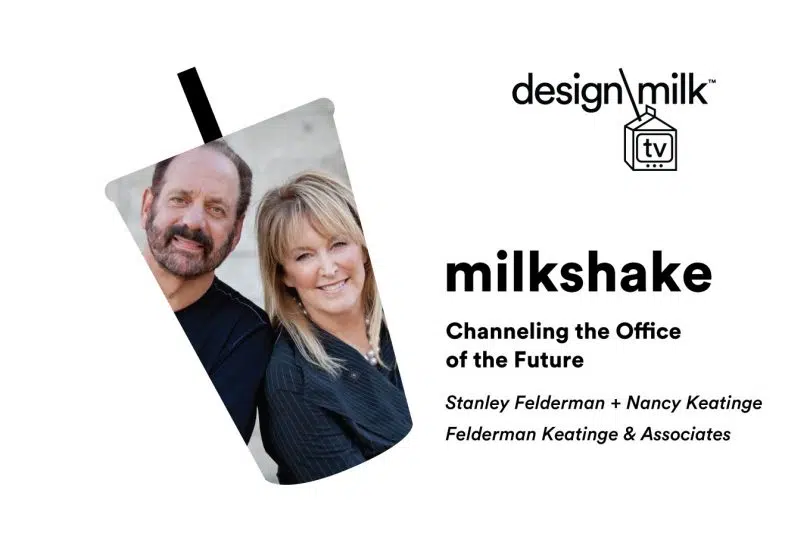 design milk™
tv
milkshake
Channeling the Office
of the Future
Stanley Felderman + Nancy Keatinge
Felderman Keatinge & Associates